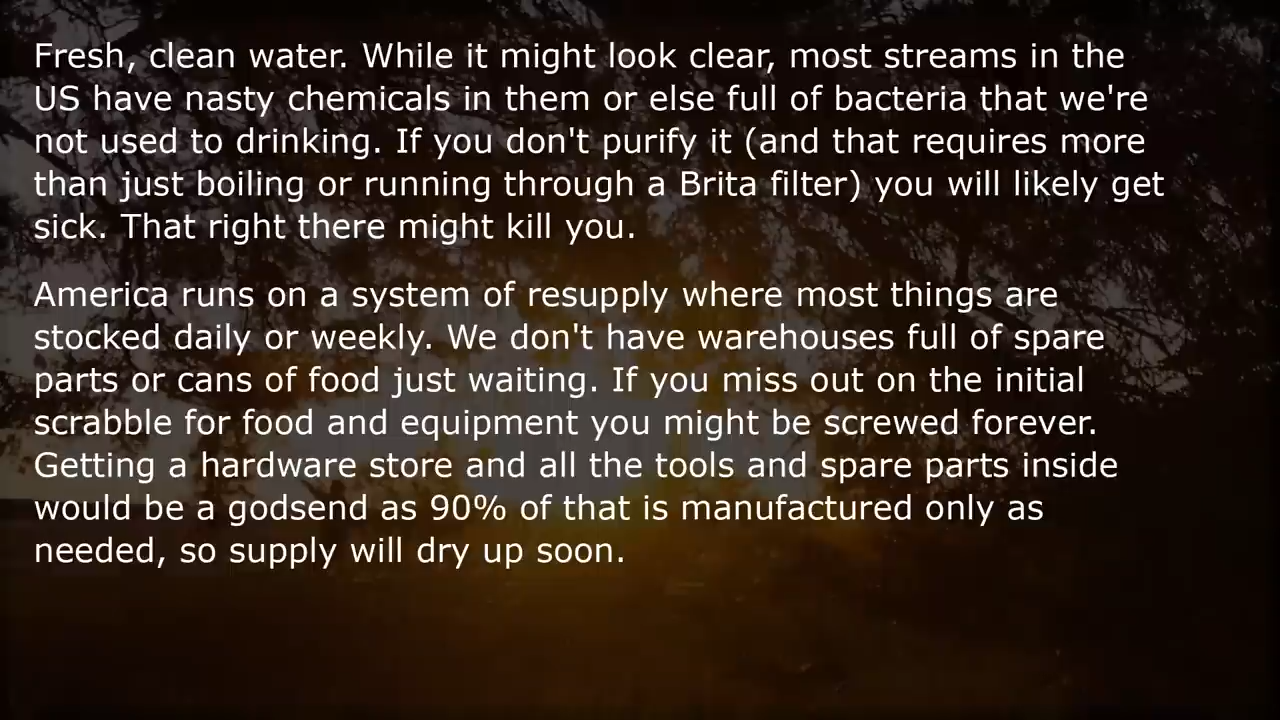 Fresh, clean water. While it might look clear, most streams in the
US have nasty chemicals in them or else full of bacteria that we're
not used to drinking. If you don't purify it (and that requires more
than just boiling or running through a Brita filter) you will likely get
sick. That right there might kill you.
America runs on a system of resupply where most things are
stocked daily or weekly. We don't have warehouses full of spare
parts or cans of food just waiting. If you miss out on the initial
scrabble for food and equipment you might be screwed forever.
Getting a hardware store and all the tools and spare parts inside
would be a godsend as 90% of that is manufactured only as
needed, so supply will dry up soon.